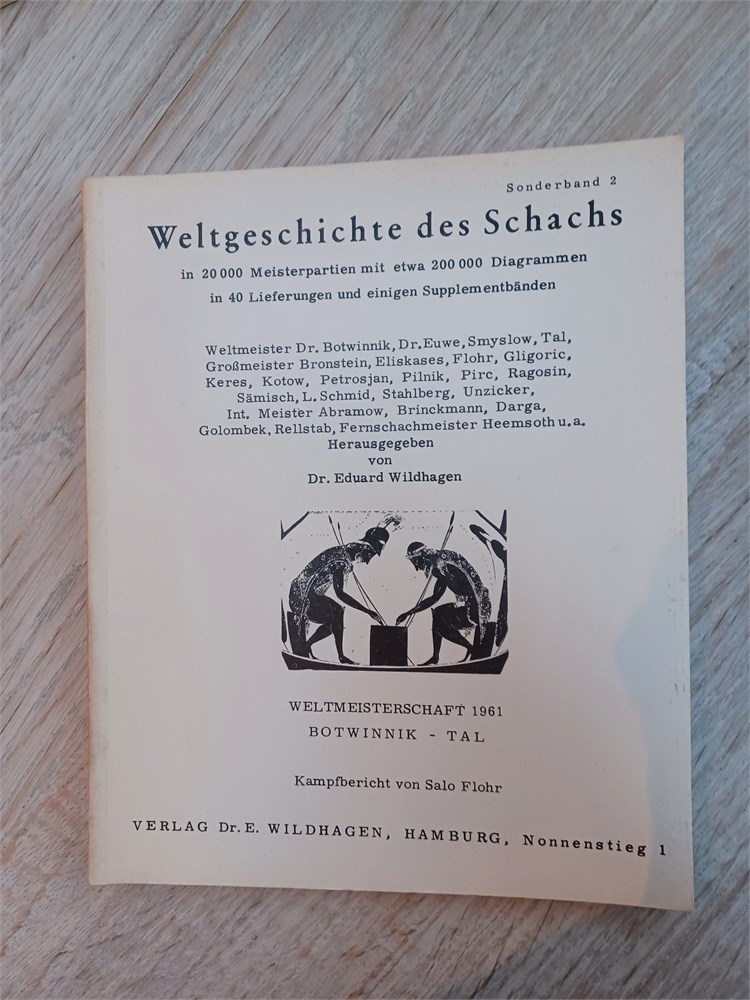 Sonderband 2
Weltgeschichte des Schachs
in 20 000 Meisterpartien mit etwa 200 000 Diagrammen
in 40 Lieferungen und einigen Supplementbänden
Weltmeister Dr. Botwinnik, Dr. Euwe, Smyslow, Tal,
Großmeister Bronstein, Eliskases, Flohr, Gligoric,
Keres, Kotow, Petrosjan, Pilnik, Pirc, Ragosin,
Sämisch, L. Schmid, Stahlberg, Unzicker,
Int. Meister Abramow, Brinckmann, Darga,
Golombek, Rellstab, Fernschachmeister Heemsoth u. a.
Herausgegeben
von
Dr. Eduard Wildhagen
WELTMEISTERSCHAFT 1961
BOTWINNIK - TAL
Kampfbericht von Salo Flohr
VERLAG Dr. E. WILDHAGEN, HAMBURG, Nonnenstieg 1